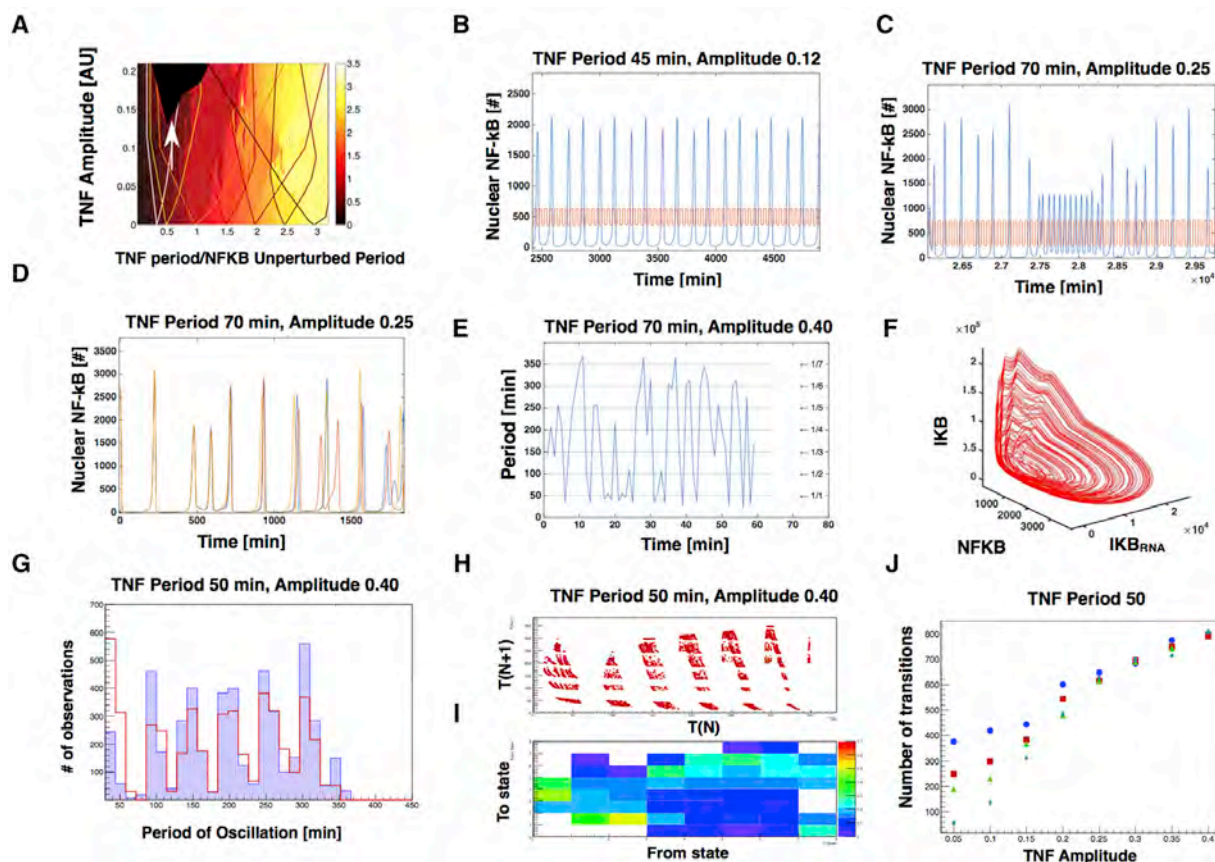 A
TNF Amplitude [AU]
0.2
0.15
0.1
0.05
0
0.5 1 1.5 2 2.5 3
3.5
3
2.5
2
1.5
1
0.5
0
TNF period/NFKB Unperturbed Period
B
TNF Period 45 min, Amplitude 0.12
Nuclear NF-kB [#]
2500
2000
1500
1000
500
0
2500 3000 3500 4000 4500
Time [min]
C
TNF Period 70 min, Amplitude 0.25
Nuclear NF-kB [#]
3000
2500
2000
1500
1000
500
0
2.65 2.7 2.75 2.8 2.85 2.9 2.95
×10⁴
Time [min]
D
TNF Period 70 min, Amplitude 0.25
Nuclear NF-kB [#]
3500
3000
2500
2000
1500
1000
500
0
0 500 1000 1500
Time [min]
E
TNF Period 70 min, Amplitude 0.40
Period [min]
400
350
300
250
200
150
100
50
0
0 10 20 30 40 50 60 70 80
← 1/7
← 1/6
← 1/5
← 1/4
← 1/3
← 1/2
← 1/1
Time [min]
F
×10⁵
IKB
2
1.5
1
0.5
0
1000
2000
3000
NFKB
0
1
2
×10⁴
IKB RNA
G
TNF Period 50 min, Amplitude 0.40
# of observations
700
600
500
400
300
200
100
50 100 150 200 250 300 350 400 450
Period of Oscillation [min]
H
TNF Period 50 min, Amplitude 0.40
T(N+1)
T(N)
I
To state
From state
J
TNF Period 50
Number of transitions
800
700
600
500
400
300
200
100
0.05 0.1 0.15 0.2 0.25 0.3 0.35 0.4
TNF Amplitude